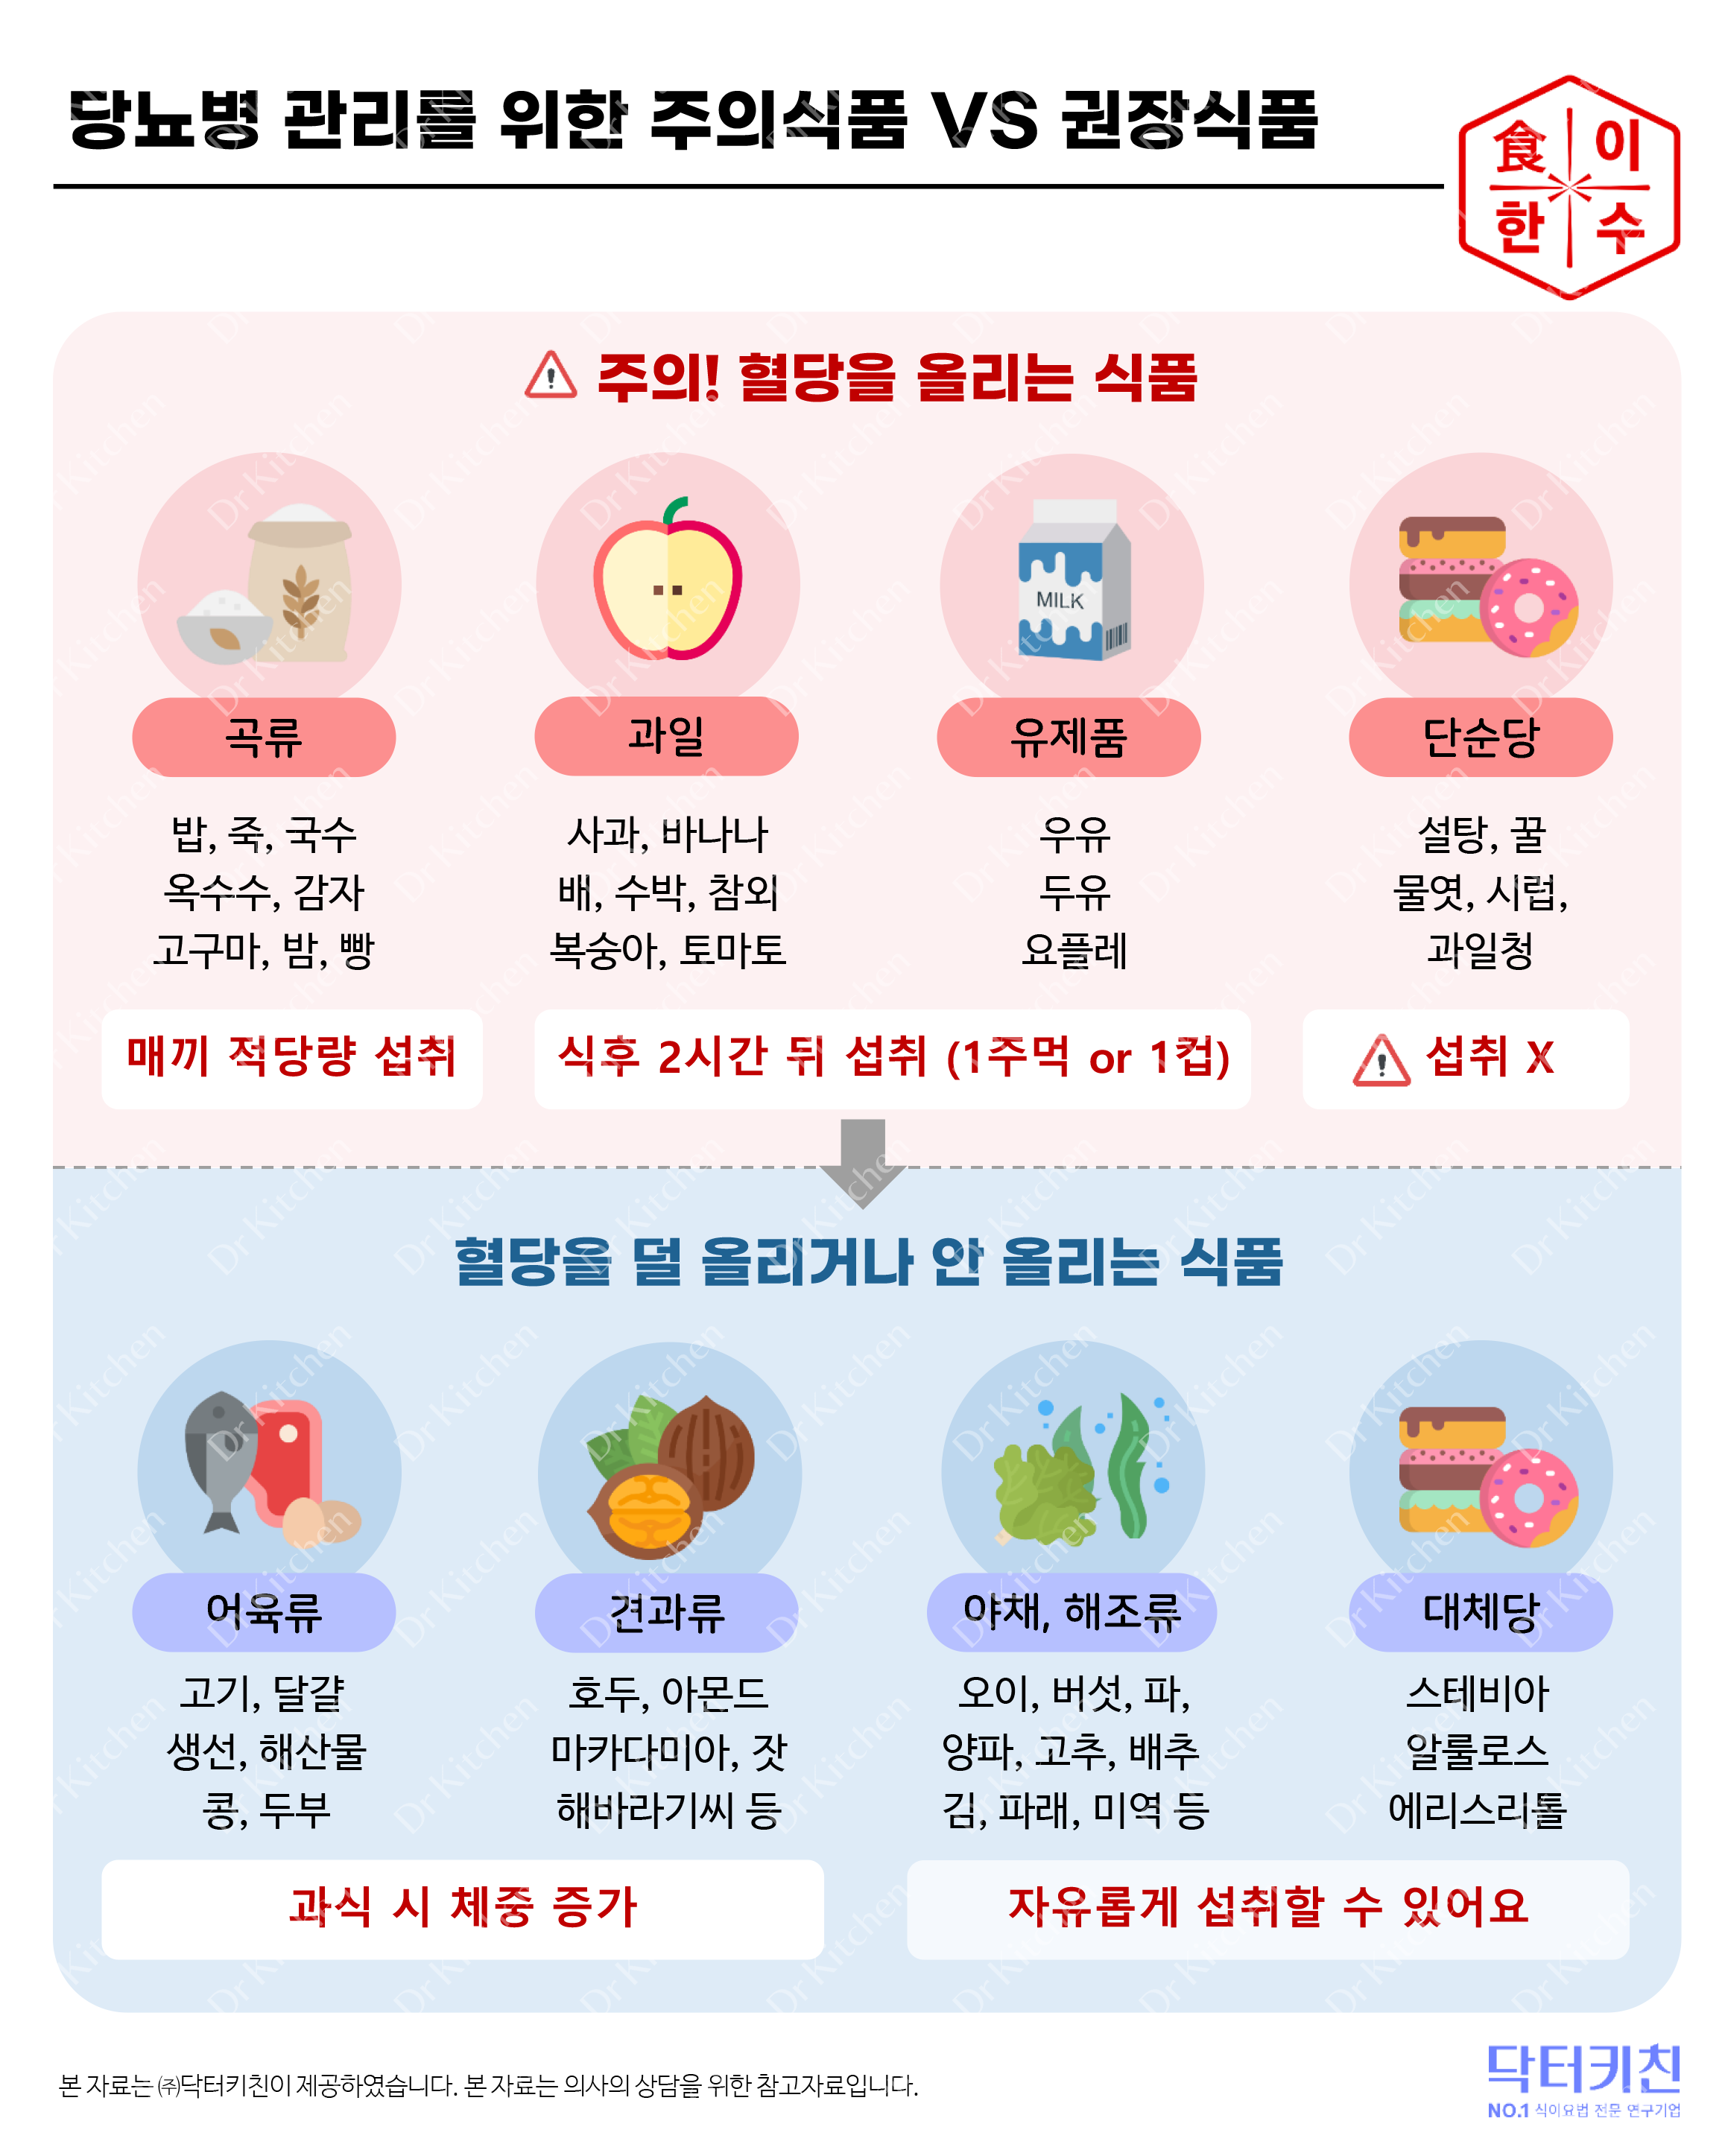 당뇨병 관리를 위한 주의식품 VS 권장식품
食 이
한 수
주의! 혈당을 올리는 식품
MILK
곡류
밥, 죽, 국수
옥수수, 감자
고구마, 밤, 빵
과일
사과, 바나나
배, 수박, 참외
복숭아, 토마토
유제품
우유
두유
요플레
단순당
설탕, 꿀
물엿, 시럽,
과일청
매끼 적당량 섭취
식후 2시간 뒤 섭취 (1주먹 or 1컵)
섭취 X
혈당을 덜 올리거나 안 올리는 식품
어육류
고기, 달걀
생선, 해산물
콩, 두부
견과류
호두, 아몬드
마카다미아, 잣
해바라기씨 등
야채, 해조류
오이, 버섯, 파,
양파, 고추, 배추
김, 파래, 미역 등
대체당
스테비아
알룰로스
에리스리톨
과식 시 체중 증가
자유롭게 섭취할 수 있어요
본 자료는 ㈜닥터키친이 제공하였습니다. 본 자료는 의사의 상담을 위한 참고자료입니다.
닥터키친
NO.1 식이요법 전문 연구기업
Dr Kitchen